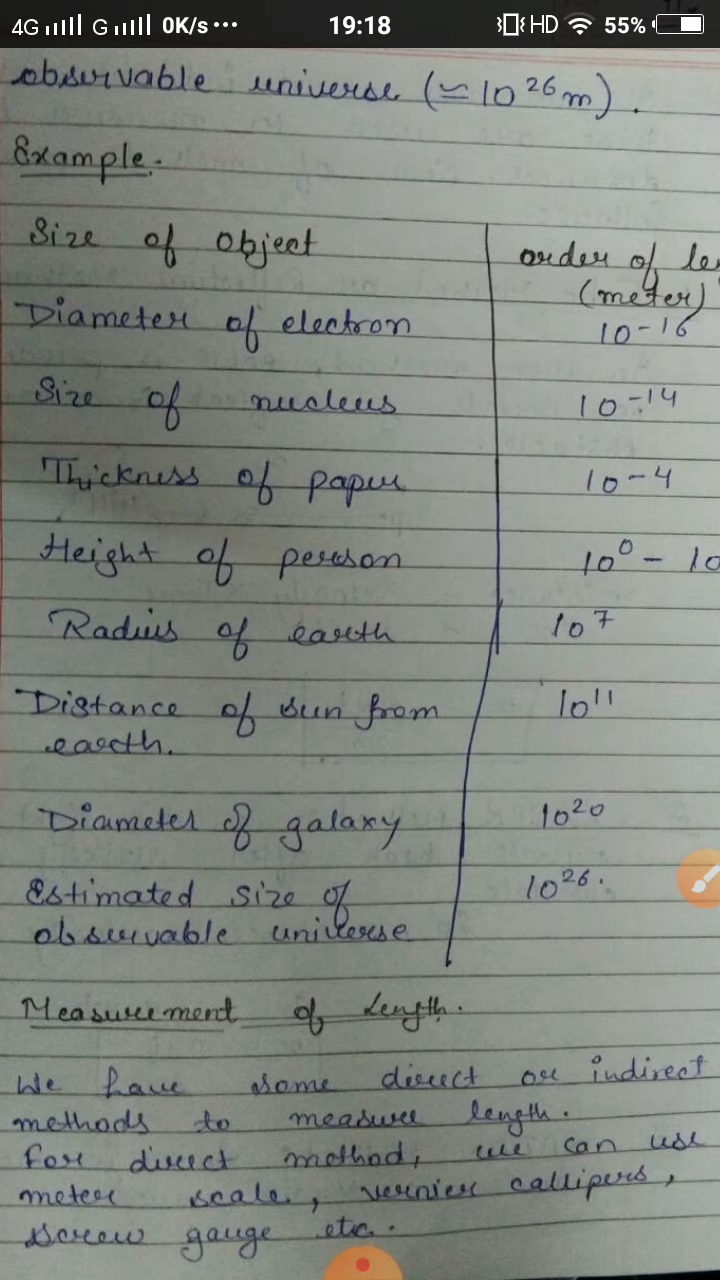 4G G 0K/s... 19:18 HD 55%
observable universe (≃10²⁶m).
Example.
Size of object order of le
(meter)
Diameter of electron 10-16
Size of nucleus 10⁻¹⁴
Thickness of paper 10-4
Height of person 10⁰ - 10
Radius of earth 10⁷
Distance of sun from 10¹¹
earth.
Diameter of galaxy 10²⁰
Estimated size of 10²⁶.
observable universe
Measurement of Length.
We have some direct or indirect
methods to measure length.
For direct method, we can use
meter scale, vernier callipers,
screw gauge etc.